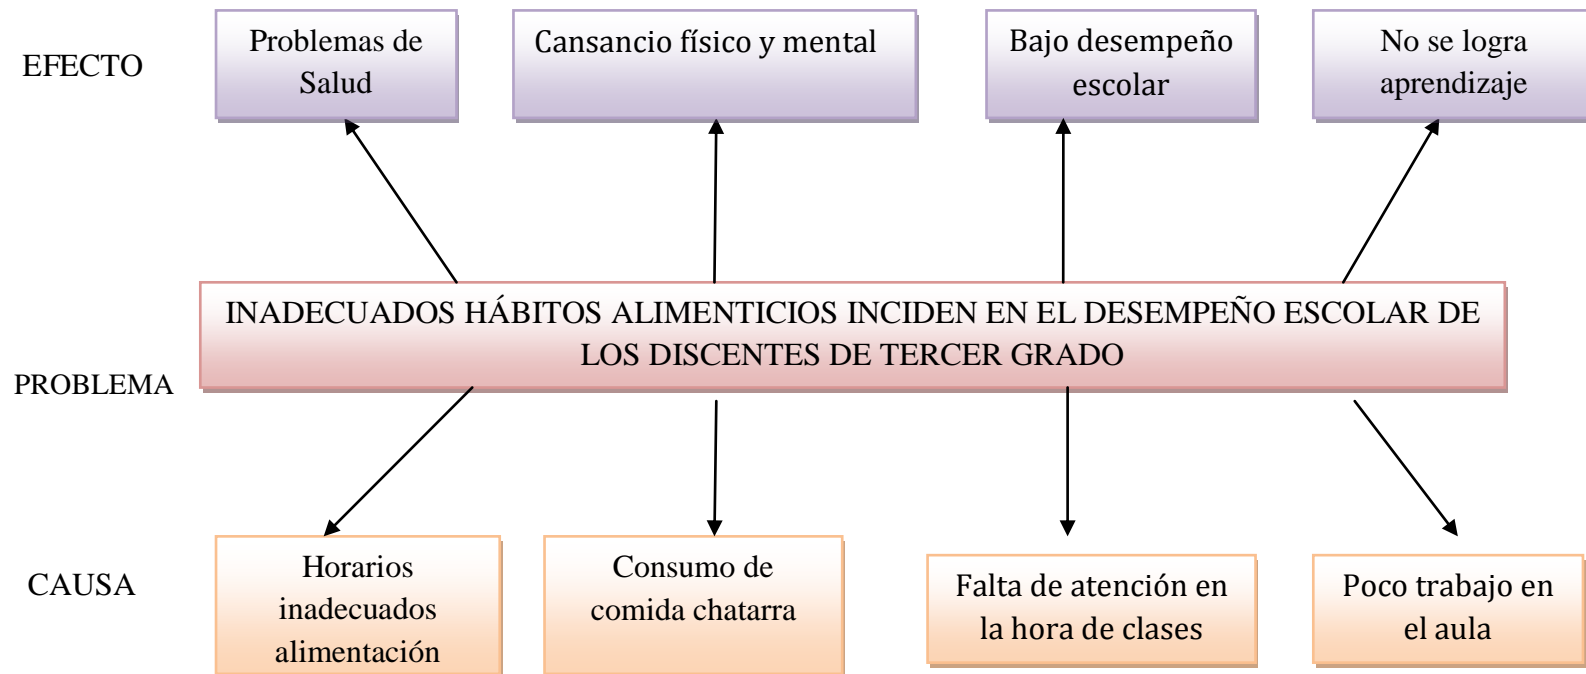 EFECTO
Problemas de
Salud
Cansancio físico y mental
Bajo desempeño
escolar
No se logra
aprendizaje
PROBLEMA
INADECUADOS HÁBITOS ALIMENTICIOS INCIDEN EN EL DESEMPEÑO ESCOLAR DE
LOS DISCENTES DE TERCER GRADO
CAUSA
Horarios
inadecuados
alimentación
Consumo de
comida chatarra
Falta de atención en
la hora de clases
Poco trabajo en
el aula